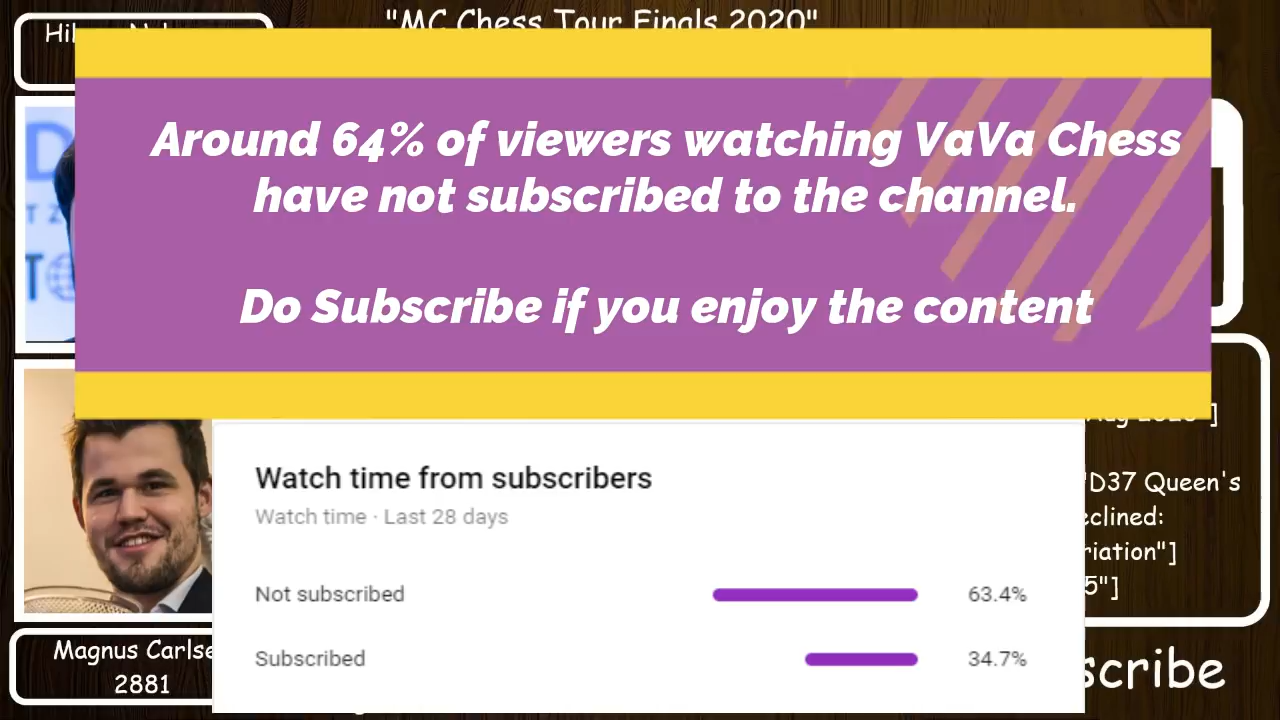 "MC Chess Tour Finals 2020"
Around 64% of viewers watching VaVa Chess
have not subscribed to the channel.
Do Subscribe if you enjoy the content
Watch time from subscribers
Watch time · Last 28 days
Not subscribed 63.4%
Subscribed 34.7%
"D37 Queen's
eclined:
riation"]
5"]
Magnus Carlse
2881
scribe